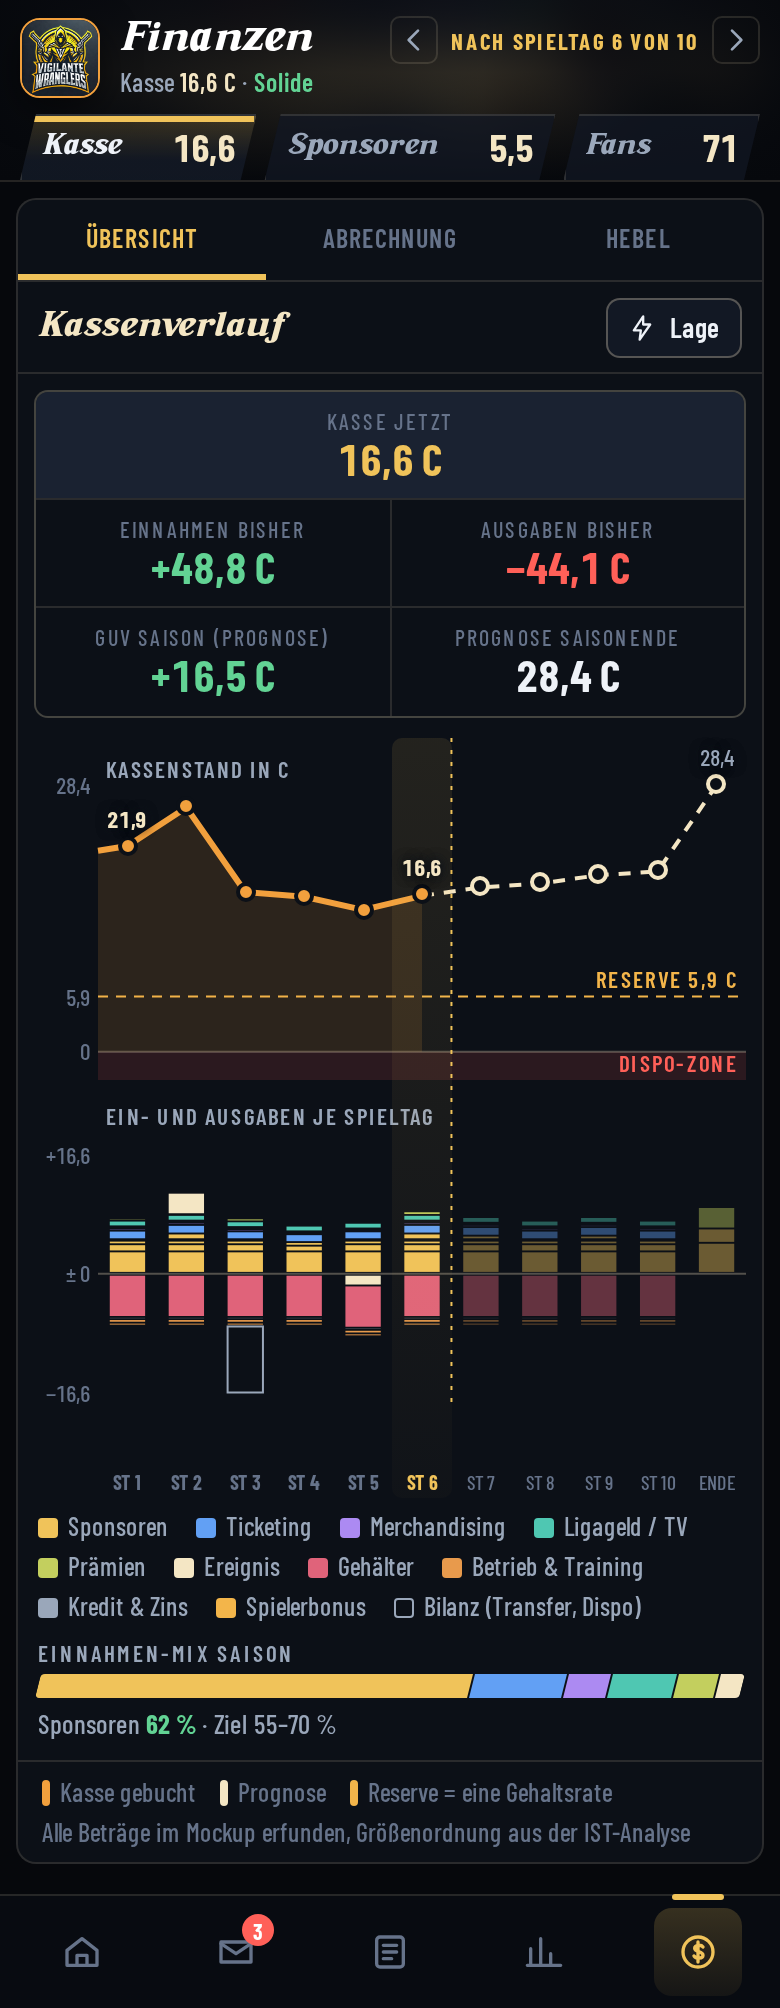 VIGILANTE
WRANGLERS
Finanzen
Kasse 16,6 C · Solide
NACH SPIELTAG 6 VON 10
Kasse 16,6
Sponsoren 5,5
Fans 71
ÜBERSICHT
ABRECHNUNG
HEBEL
Kassenverlauf
Lage
KASSE JETZT
16,6 C
EINNAHMEN BISHER
+48,8 C
AUSGABEN BISHER
−44,1 C
GUV SAISON (PROGNOSE)
+16,5 C
PROGNOSE SAISONENDE
28,4 C
KASSENSTAND IN C
28,4
28,4
21,9
16,6
RESERVE 5,9 C
5,9
0
DISPO-ZONE
EIN- UND AUSGABEN JE SPIELTAG
+16,6
±0
−16,6
ST 1 ST 2 ST 3 ST 4 ST 5 ST 6 ST 7 ST 8 ST 9 ST 10 ENDE
Sponsoren Ticketing Merchandising Ligageld / TV
Prämien Ereignis Gehälter Betrieb & Training
Kredit & Zins Spielerbonus Bilanz (Transfer, Dispo)
EINNAHMEN-MIX SAISON
Sponsoren 62 % · Ziel 55–70 %
Kasse gebucht Prognose Reserve = eine Gehaltsrate
Alle Beträge im Mockup erfunden, Größenordnung aus der IST-Analyse
3